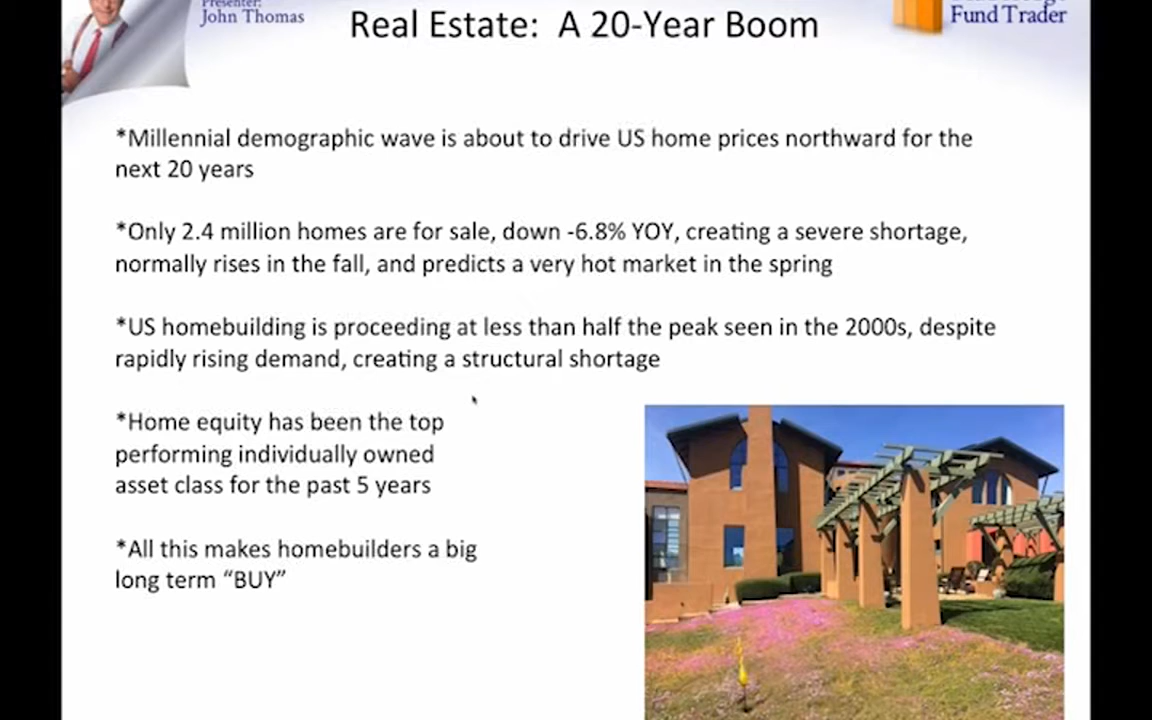 John Thomas
Fund Trader
Real Estate: A 20-Year Boom
*Millennial demographic wave is about to drive US home prices northward for the
next 20 years
*Only 2.4 million homes are for sale, down -6.8% YOY, creating a severe shortage,
normally rises in the fall, and predicts a very hot market in the spring
*US homebuilding is proceeding at less than half the peak seen in the 2000s, despite
rapidly rising demand, creating a structural shortage
*Home equity has been the top
performing individually owned
asset class for the past 5 years
*All this makes homebuilders a big
long term “BUY”